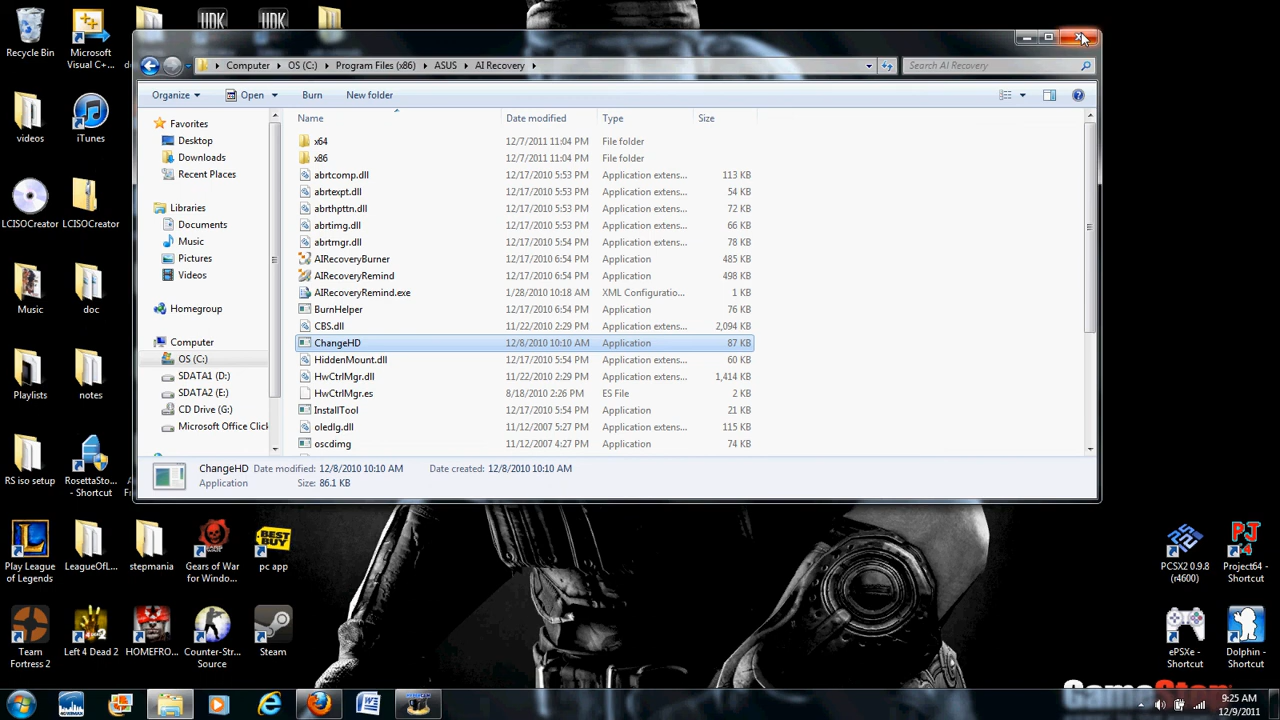 Computer ▸ OS (C:) ▸ Program Files (x86) ▸ ASUS ▸ AI Recovery ▸
Search AI Recovery
Organize Open Burn New folder
Name Date modified Type Size
Favorites
Desktop
Downloads
Recent Places
Libraries
Documents
Music
Pictures
Videos
Homegroup
Computer
OS (C:)
SDATA1 (D:)
SDATA2 (E:)
CD Drive (G:)
Microsoft Office Click
x64 12/7/2011 11:04 PM File folder
x86 12/7/2011 11:04 PM File folder
abrtcomp.dll 12/17/2010 5:53 PM Application extens... 113 KB
abrtexpt.dll 12/17/2010 5:53 PM Application extens... 54 KB
abrthpttn.dll 12/17/2010 5:53 PM Application extens... 72 KB
abrtimg.dll 12/17/2010 5:53 PM Application extens... 66 KB
abrtmgr.dll 12/17/2010 5:54 PM Application extens... 78 KB
AIRecoveryBurner 12/17/2010 6:54 PM Application 485 KB
AIRecoveryRemind 12/17/2010 6:54 PM Application 498 KB
AIRecoveryRemind.exe 1/28/2010 10:18 AM XML Configuratio... 1 KB
BurnHelper 12/17/2010 6:54 PM Application 76 KB
CBS.dll 11/22/2010 2:29 PM Application extens... 2,094 KB
ChangeHD 12/8/2010 10:10 AM Application 87 KB
HiddenMount.dll 12/17/2010 5:54 PM Application extens... 60 KB
HwCtrlMgr.dll 11/22/2010 2:29 PM Application extens... 1,414 KB
HwCtrlMgr.es 8/18/2010 2:26 PM ES File 2 KB
InstallTool 12/17/2010 5:54 PM Application 21 KB
oledlg.dll 11/12/2007 5:27 PM Application extens... 115 KB
oscdimg 11/12/2007 4:27 PM Application 74 KB
ChangeHD Date modified: 12/8/2010 10:10 AM Date created: 12/8/2010 10:10 AM
Application Size: 86.1 KB
UDK
UDK
Recycle Bin
Microsoft
Visual C+...
videos
iTunes
LCISOCreator
LCISOCreator
Music
doc
Playlists
notes
RS iso setup
RosettaSto...
- Shortcut
Play League
of Legends
LeagueOfL...
stepmania
Gears of War
for Windo...
BEST
BUY
pc app
Team
Fortress 2
Left 4 Dead 2
HOMEFRO...
Counter-Str...
Source
Steam
PCSX2 0.9.8
(r4600)
PJ
64
Project64 -
Shortcut
ePSXe -
Shortcut
Dolphin -
Shortcut
GameStop
9:25 AM
12/9/2011